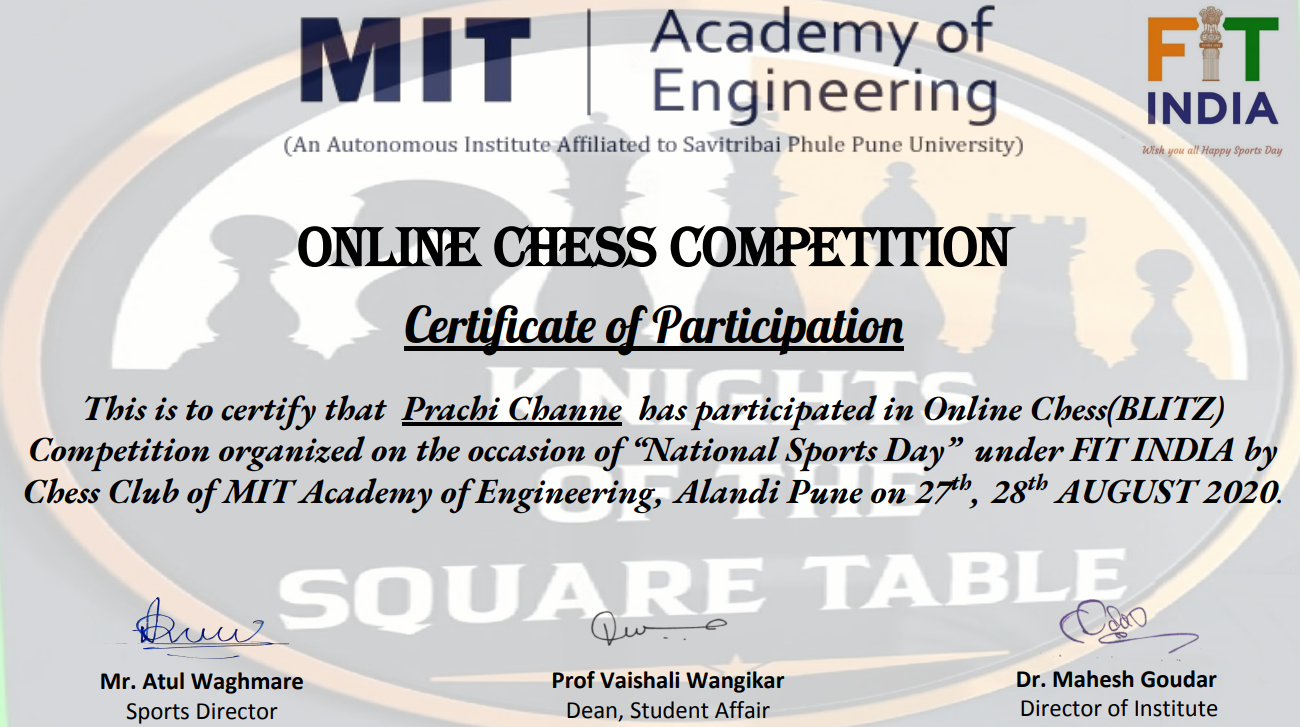 MIT
Academy of
Engineering
(An Autonomous Institute Affiliated to Savitribai Phule Pune University)
FIT
INDIA
Wish you all Happy Sports Day
ONLINE CHESS COMPETITION
Certificate of Participation
This is to certify that Prachi Channe has participated in Online Chess(BLITZ)
Competition organized on the occasion of “National Sports Day” under FIT INDIA by
Chess Club of MIT Academy of Engineering, Alandi Pune on 27th, 28th AUGUST 2020.
KNIGHTS
OF THE
SQUARE TABLE
Mr. Atul Waghmare
Sports Director
Prof Vaishali Wangikar
Dean, Student Affair
Dr. Mahesh Goudar
Director of Institute